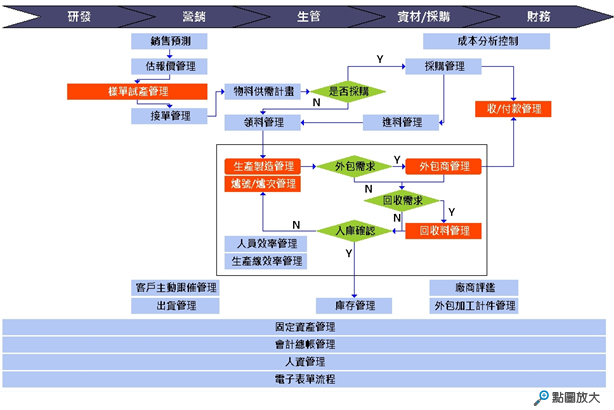 研發 營銷 生管 資材/採購 財務
銷售預測 成本分析控制
估報價管理 Y 採購管理
樣單試產管理 物料供需計畫 是否採購
接單管理 N 收/付款管理
領料管理 進料管理
生產製造管理 外包需求 Y 外包商管理
爐號/爐次管理 N
回收需求 Y
N 入庫確認 N 回收料管理
人員效率管理 Y
生產線效率管理
客戶主動跟催管理 廠商評鑑
出貨管理 庫存管理 外包加工計件管理
固定資產管理
會計總帳管理
人資管理
電子表單流程
點圖放大